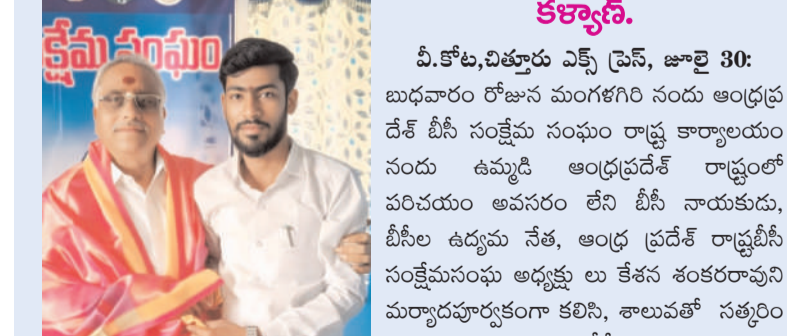 క్షేమ సంఘం
కళ్యాణ్.
వీ.కోట,చిత్తూరు ఎక్స్ ప్రెస్, జూలై 30:
బుధవారం రోజున మంగళగిరి నందు ఆంధ్రప్ర
దేశ్ బీసీ సంక్షేమ సంఘం రాష్ట్ర కార్యాలయం
నందు ఉమ్మడి ఆంధ్రప్రదేశ్ రాష్ట్రంలో
పరిచయం అవసరం లేని బీసీ నాయకుడు,
బీసీల ఉద్యమ నేత, ఆంధ్ర ప్రదేశ్ రాష్ట్రబీసీ
సంక్షేమసంఘ అధ్యక్షు లు కేశన శంకరరావుని
మర్యాదపూర్వకంగా కలిసి, శాలువతో సత్కరిం